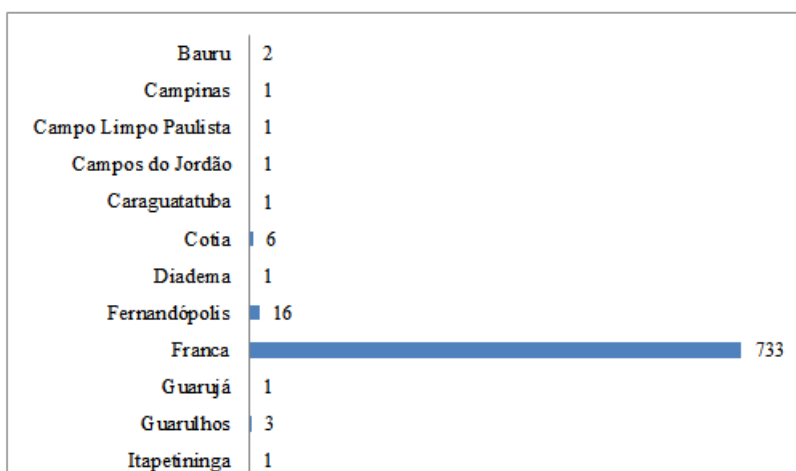 Bauru 2
Campinas 1
Campo Limpo Paulista 1
Campos do Jordão 1
Caraguatatuba 1
Cotia 6
Diadema 1
Fernandópolis 16
Franca 733
Guarujá 1
Guarulhos 3
Itapetininga 1